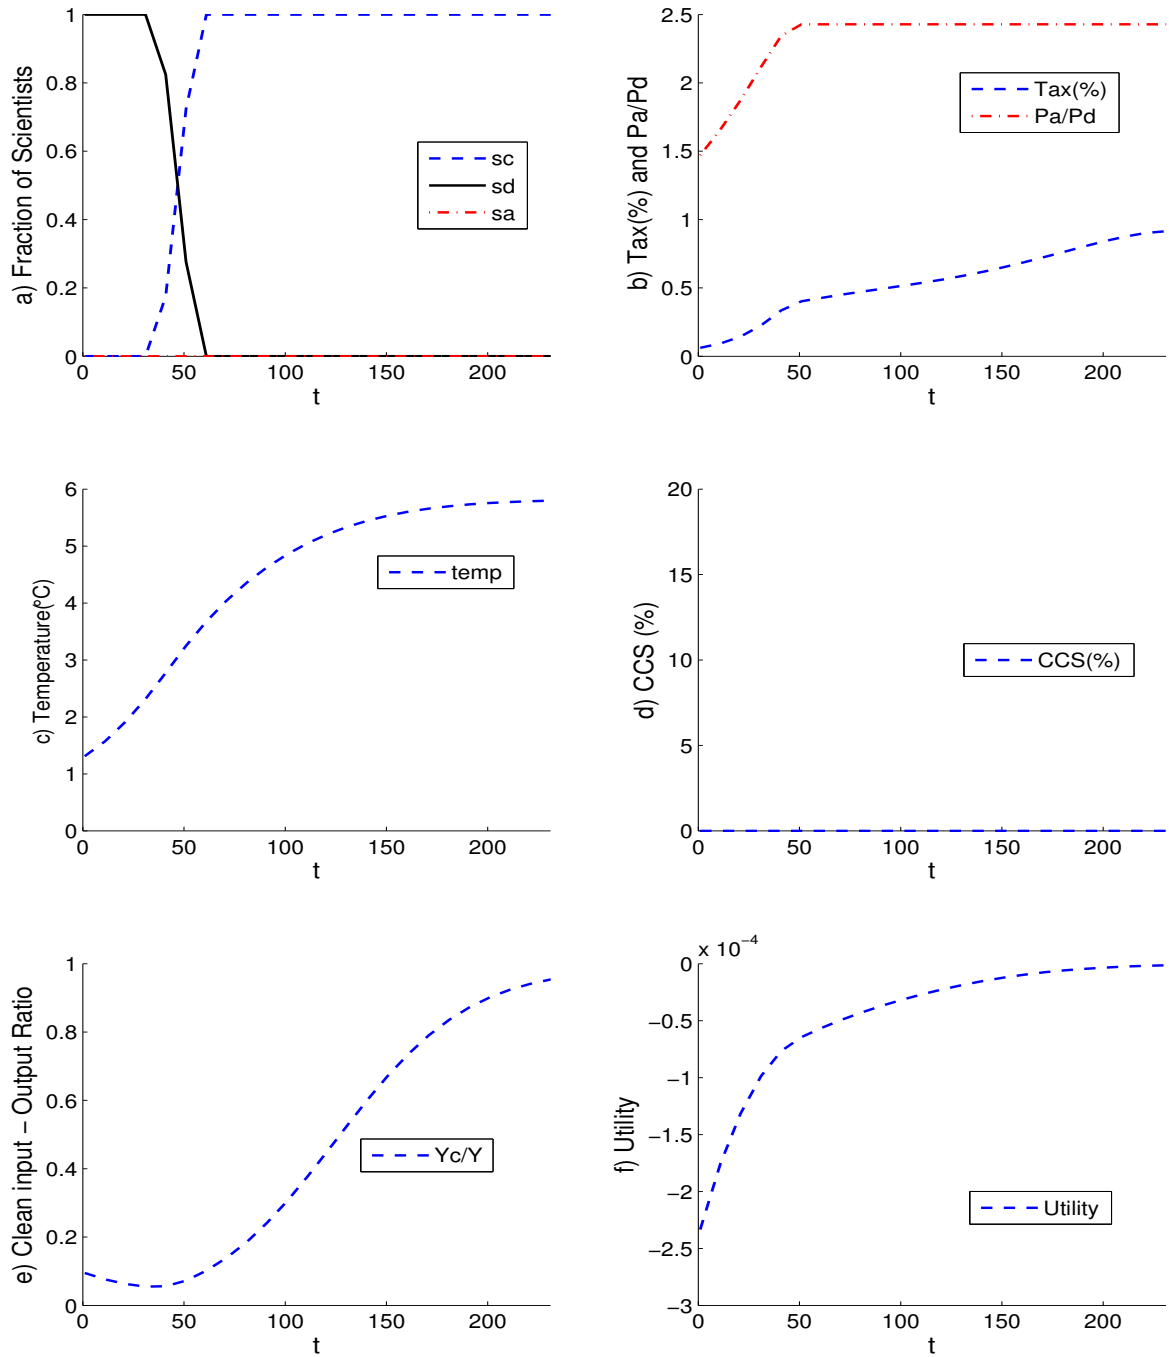 a) Fraction of Scientists
1
0.8
0.6
0.4
0.2
0
0 50 100 150 200
t
sc
sd
sa
b) Tax(%) and Pa/Pd
2.5
2
1.5
1
0.5
0
0 50 100 150 200
t
Tax(%)
Pa/Pd
c) Temperature(ºC)
6
5
4
3
2
1
0
0 50 100 150 200
t
temp
d) CCS (%)
20
15
10
5
0
0 50 100 150 200
t
CCS(%)
e) Clean input – Output Ratio
1
0.8
0.6
0.4
0.2
0
0 50 100 150 200
t
Yc/Y
f) Utility
x 10⁻⁴
0
−0.5
−1
−1.5
−2
−2.5
−3
0 50 100 150 200
t
Utility